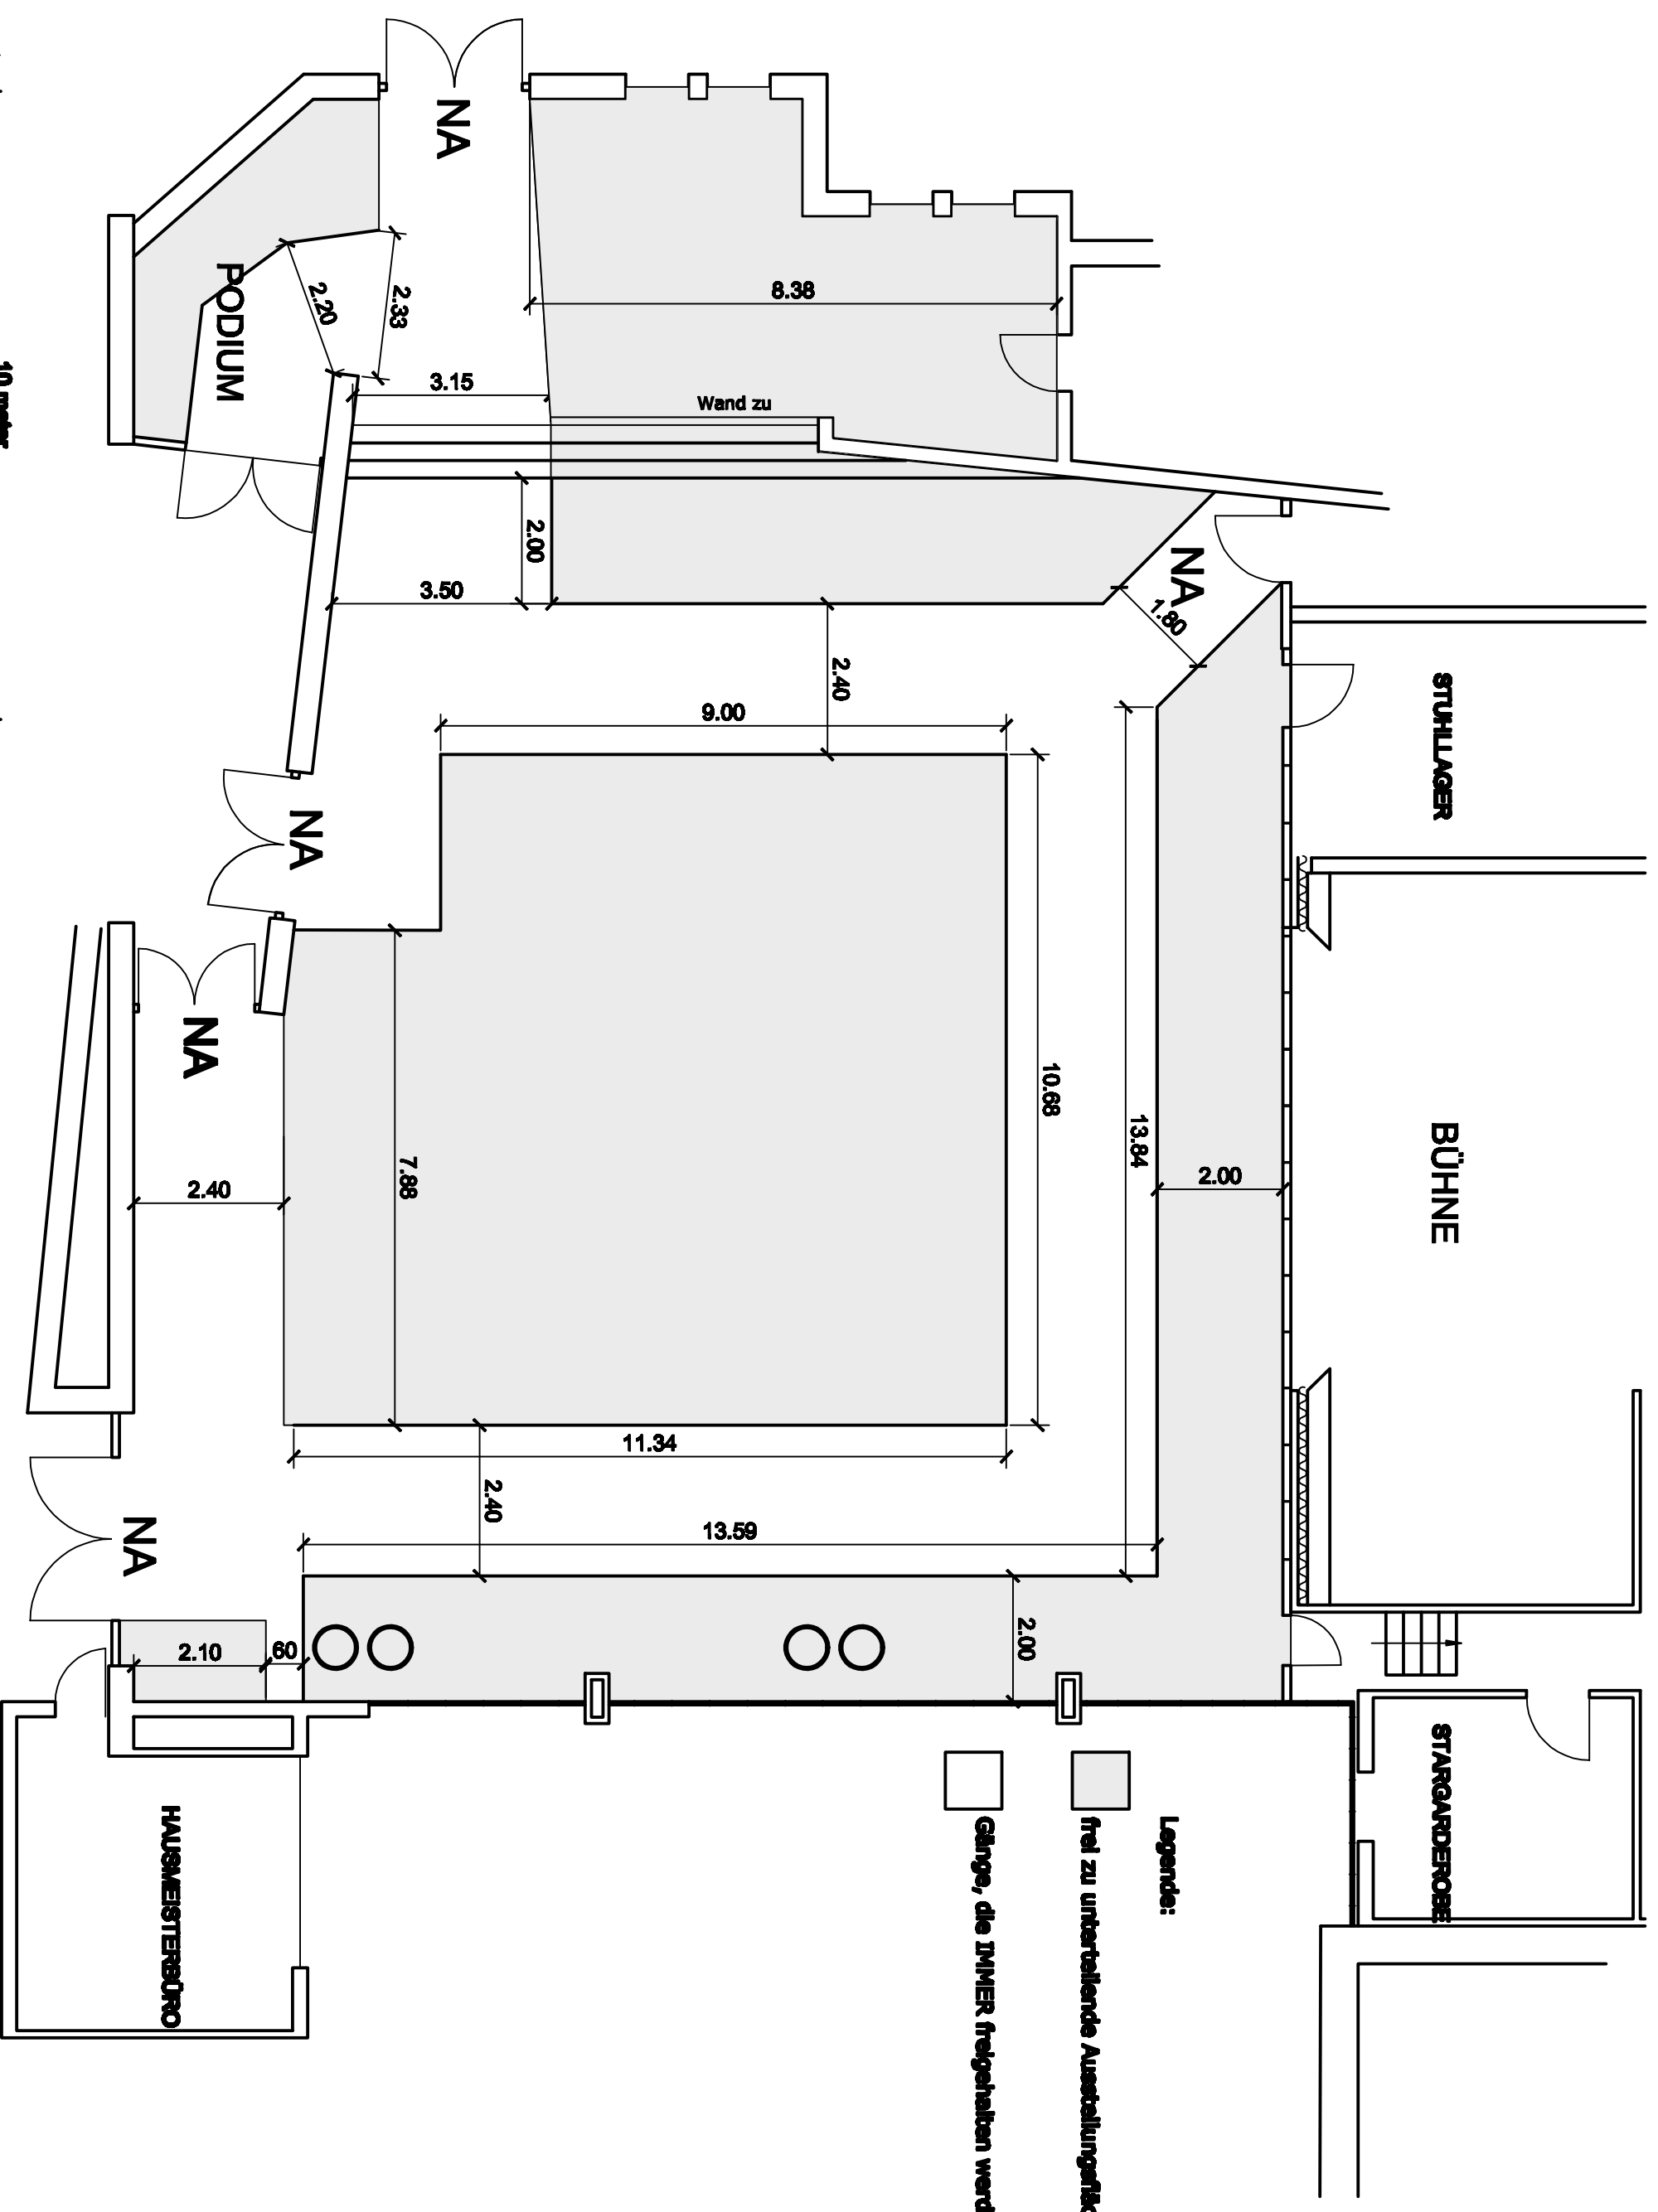 NA
8.38
PODIUM
2.20
2.33
3.15
Wand zu
10 meter
2.00
3.50
NA
1.80
2.40
9.00
STUHLLAGER
NA
NA
10.68
13.84
7.88
2.40
2.00
BÜHNE
11.34
2.40
13.59
NA
2.10
60
2.00
STARGARDEROBE
HAUSMEISTERBÜRO
Legende:
frei zu unterteilende
Gänge, die IMMER freigehalten